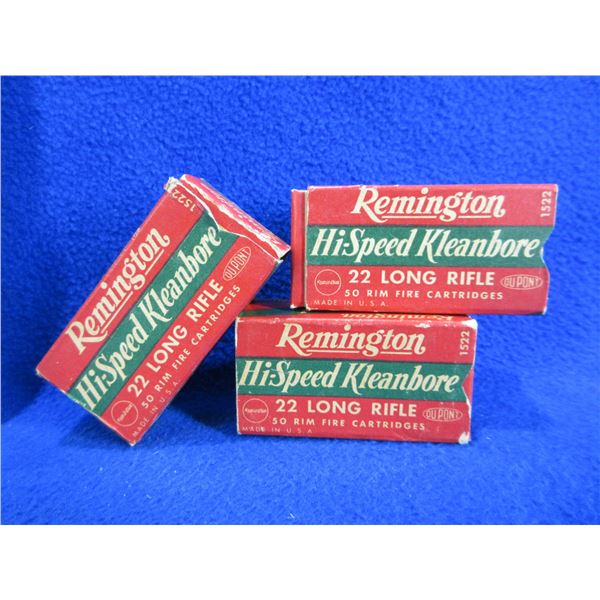 Remington
Hi-Speed Kleanbore
22 LONG RIFLE
50 RIM FIRE CARTRIDGES
MADE IN U.S.A.
DU PONT
1522
Remington
Hi-Speed Kleanbore
22 LONG RIFLE
50 RIM FIRE CARTRIDGES
MADE IN U.S.A.
DU PONT
1522
Remington
Hi-Speed Kleanbore
22 LONG RIFLE
50 RIM FIRE CARTRIDGES
MADE IN U.S.A.
DU PONT
1522